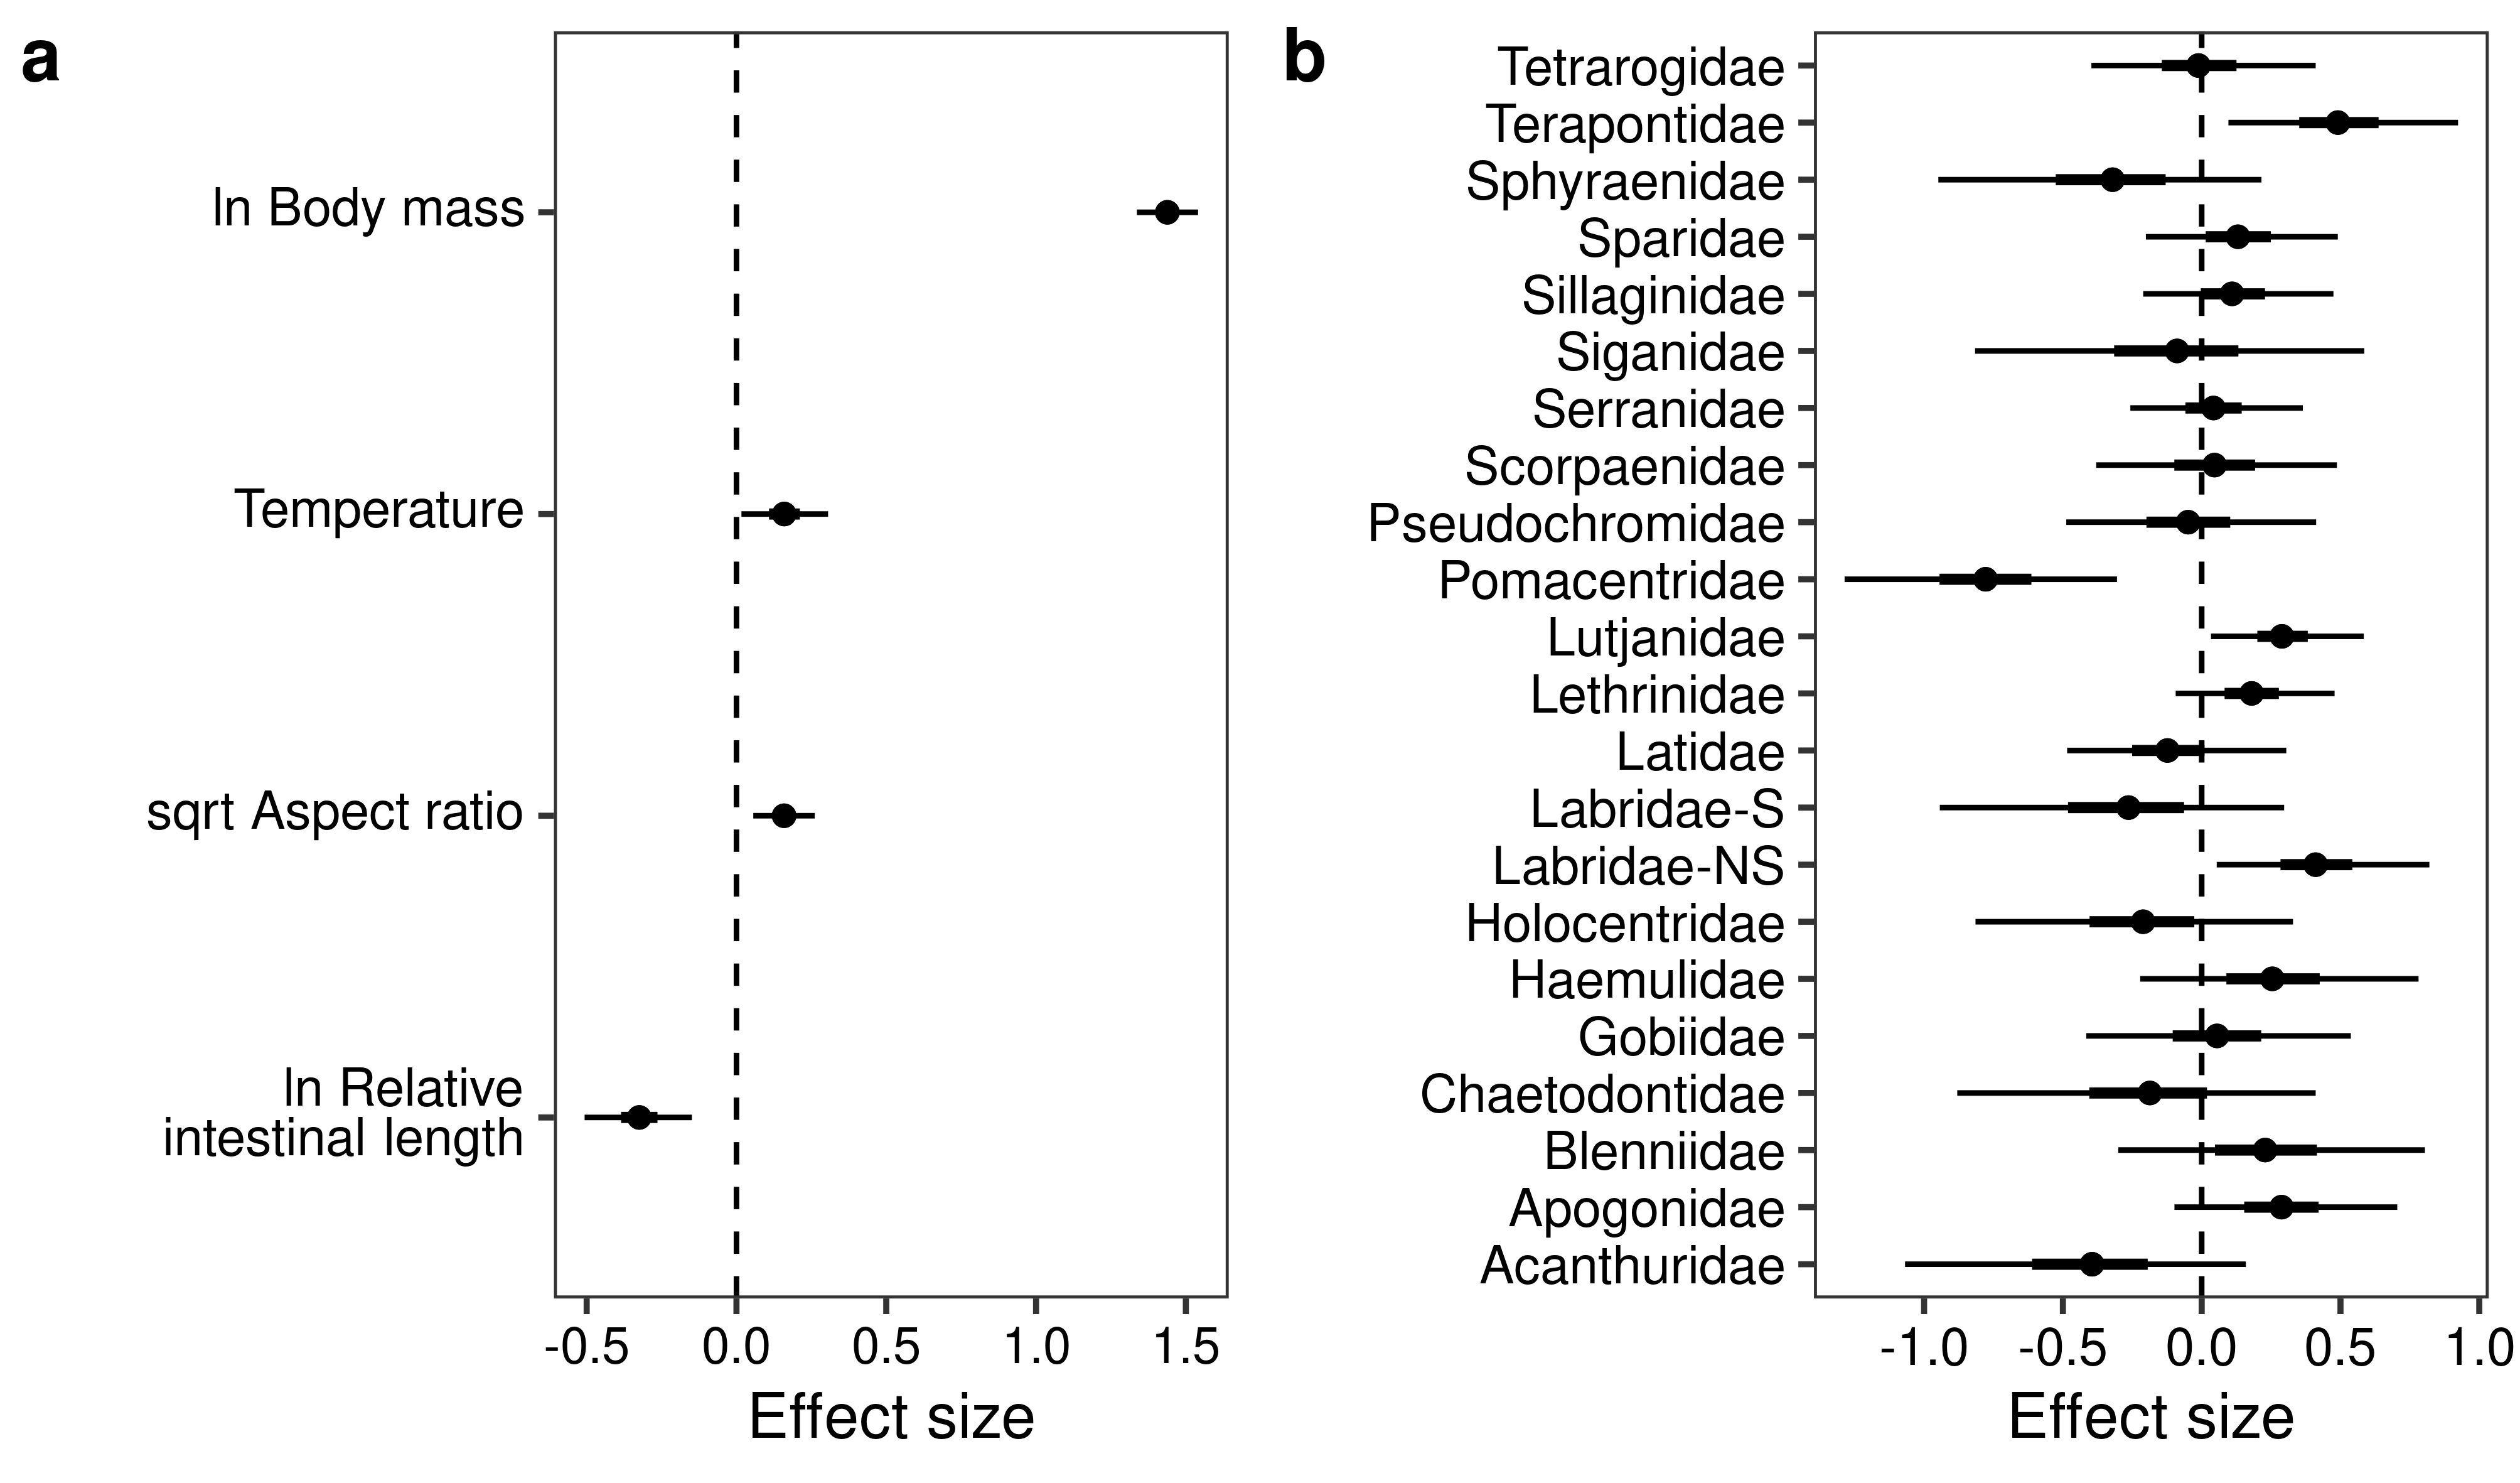 a
ln Body mass
Temperature
sqrt Aspect ratio
ln Relative
intestinal length
-0.5 0.0 0.5 1.0 1.5
Effect size
b
Tetrarogidae
Terapontidae
Sphyraenidae
Sparidae
Sillaginidae
Siganidae
Serranidae
Scorpaenidae
Pseudochromidae
Pomacentridae
Lutjanidae
Lethrinidae
Latidae
Labridae-S
Labridae-NS
Holocentridae
Haemulidae
Gobiidae
Chaetodontidae
Blenniidae
Apogonidae
Acanthuridae
-1.0 -0.5 0.0 0.5 1.0
Effect size